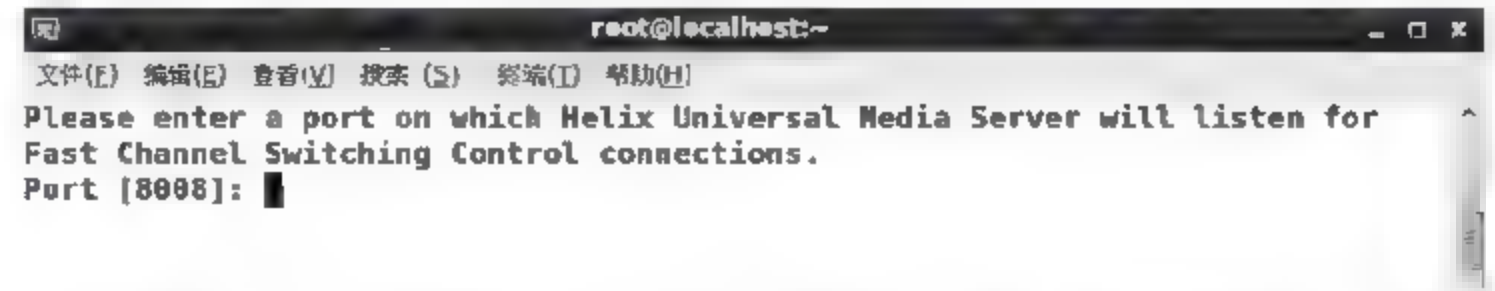 root@localhost:~
文件(F) 编辑(E) 查看(V) 搜索 (S) 终端(T) 帮助(H)
Please enter a port on which Helix Universal Media Server will listen for
Fast Channel Switching Control connections.
Port [8008]: